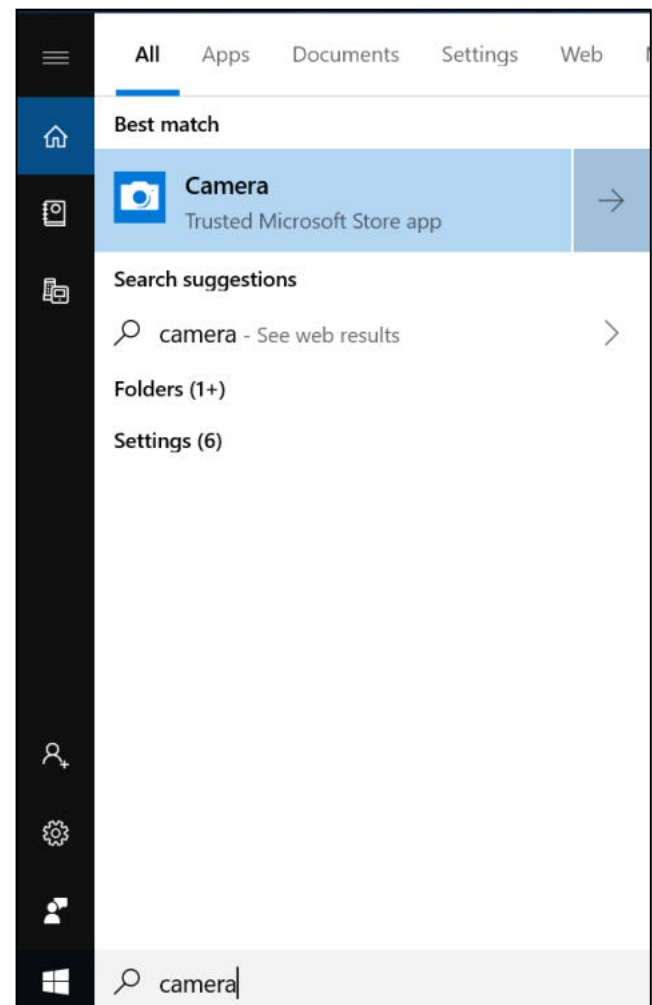 All Apps Documents Settings Web
Best match
Camera
Trusted Microsoft Store app
Search suggestions
camera - See web results
Folders (1+)
Settings (6)
camera